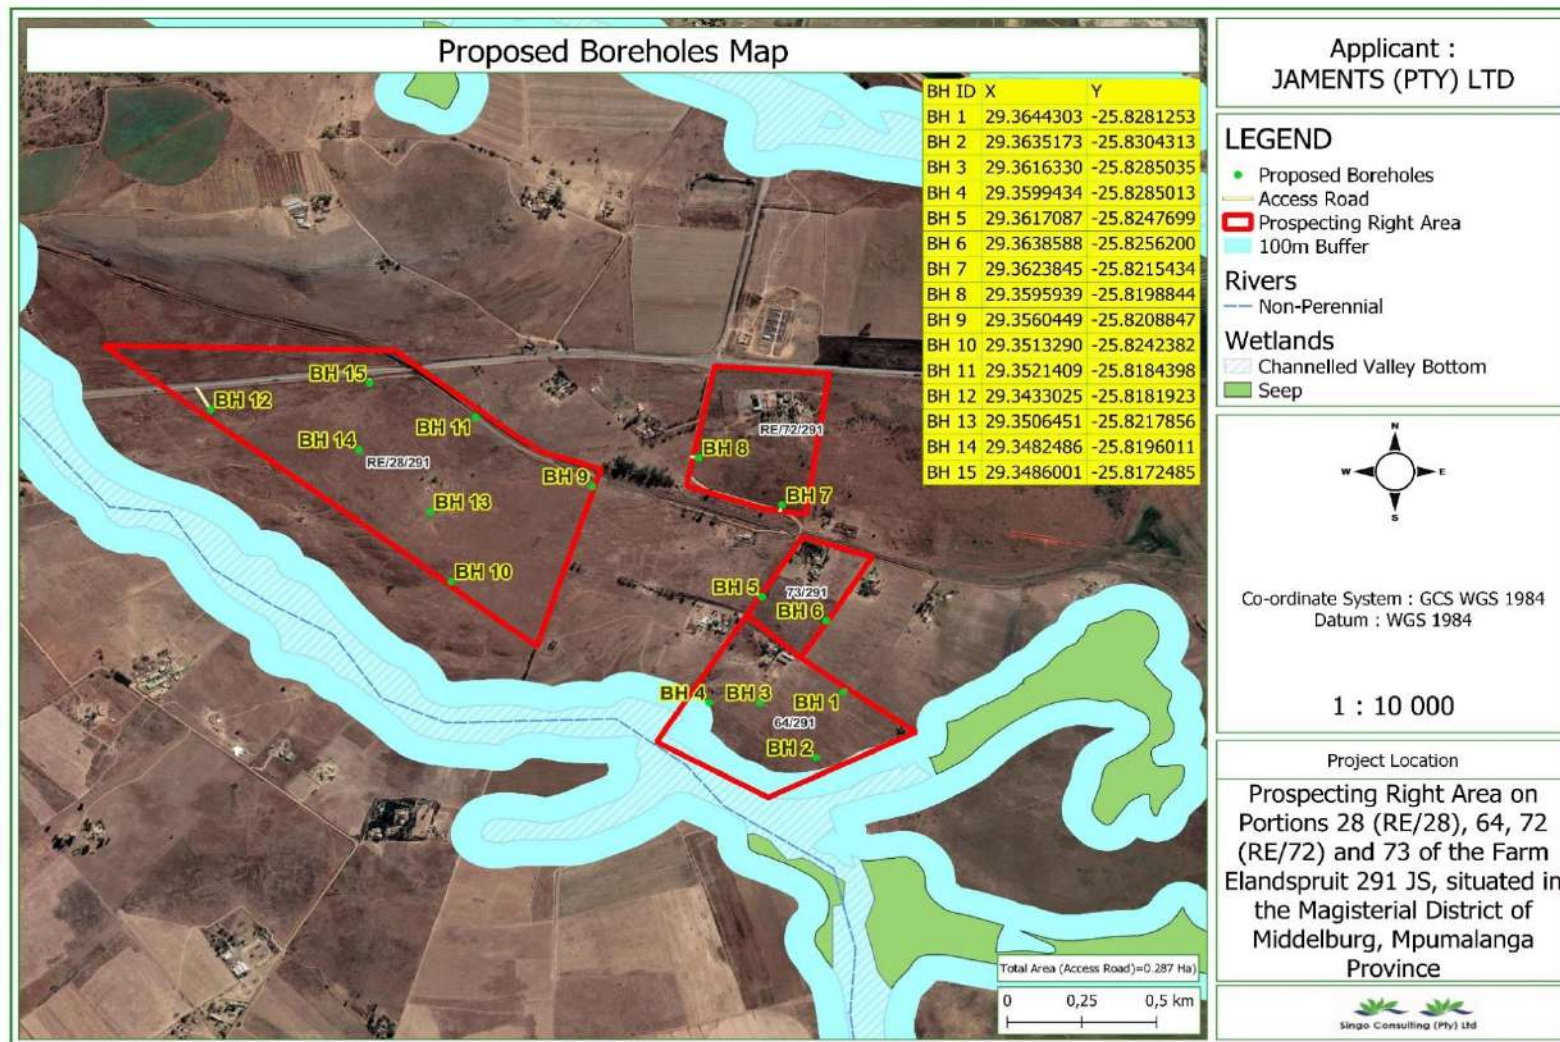 Proposed Boreholes Map
BH ID X Y
BH 1 29.3644303 -25.8281253
BH 2 29.3635173 -25.8304313
BH 3 29.3616330 -25.8285035
BH 4 29.3599434 -25.8285013
BH 5 29.3617087 -25.8247699
BH 6 29.3638588 -25.8256200
BH 7 29.3623845 -25.8215434
BH 8 29.3595939 -25.8198844
BH 9 29.3560449 -25.8208847
BH 10 29.3513290 -25.8242382
BH 11 29.3521409 -25.8184398
BH 12 29.3433025 -25.8181923
BH 13 29.3506451 -25.8217856
BH 14 29.3482486 -25.8196011
BH 15 29.3486001 -25.8172485
BH 15
BH 12
BH 11
BH 14
RE/28/291
BH 9
BH 13
BH 10
RE/72/291
BH 8
BH 7
BH 5
73/291
BH 6
BH 4
BH 3
BH 1
64/291
BH 2
Total Area (Access Road)=0.287 Ha)
0 0,25 0,5 km
Applicant :
JAMENTS (PTY) LTD
LEGEND
Proposed Boreholes
Access Road
Prospecting Right Area
100m Buffer
Rivers
Non-Perennial
Wetlands
Channelled Valley Bottom
Seep
N
W E
S
Co-ordinate System : GCS WGS 1984
Datum : WGS 1984
1 : 10 000
Project Location
Prospecting Right Area on
Portions 28 (RE/28), 64, 72
(RE/72) and 73 of the Farm
Elandspruit 291 JS, situated in
the Magisterial District of
Middelburg, Mpumalanga
Province
Singo Consulting (Pty) Ltd